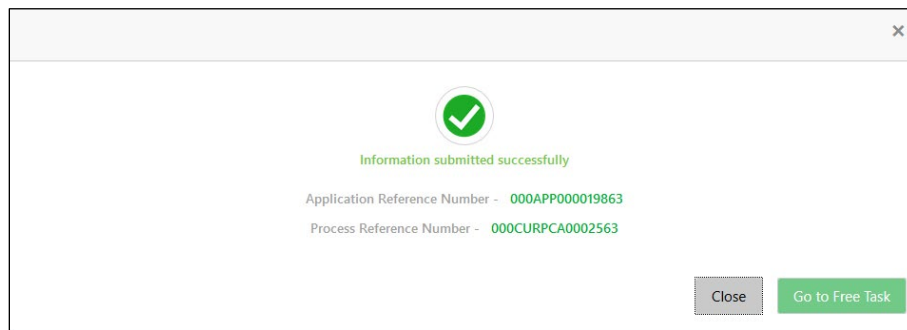 ×
Information submitted successfully
Application Reference Number - 000APP000019863
Process Reference Number - 000CURPCA0002563
Close Go to Free Task